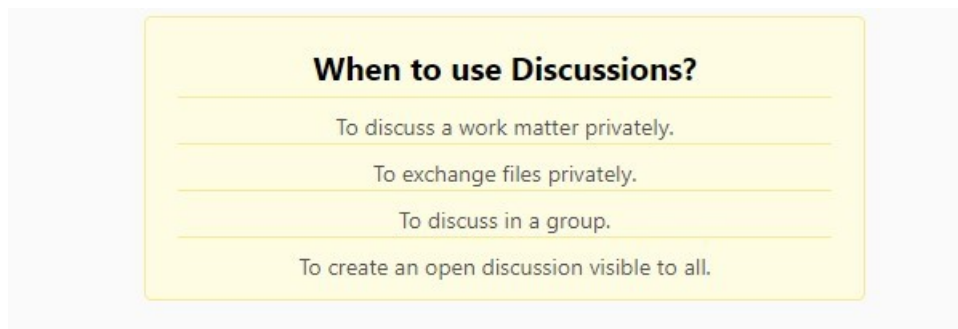 When to use Discussions?
To discuss a work matter privately.
To exchange files privately.
To discuss in a group.
To create an open discussion visible to all.